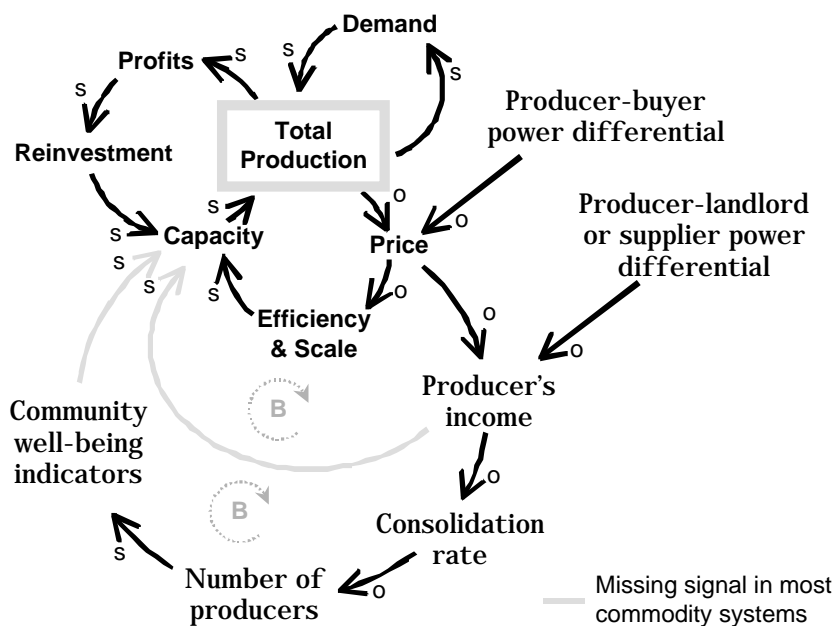 Demand
s
s
Profits
s
s
Total
Production
s
Producer-buyer
power differential
Reinvestment
s
s
o
o
Capacity
Price
Producer-landlord
or supplier power
differential
s
s
s
o
Efficiency
& Scale
o
o
Producer's
income
B
Community
well-being
indicators
o
B
Consolidation
rate
s
Number of
producers
o
Missing signal in most
commodity systems